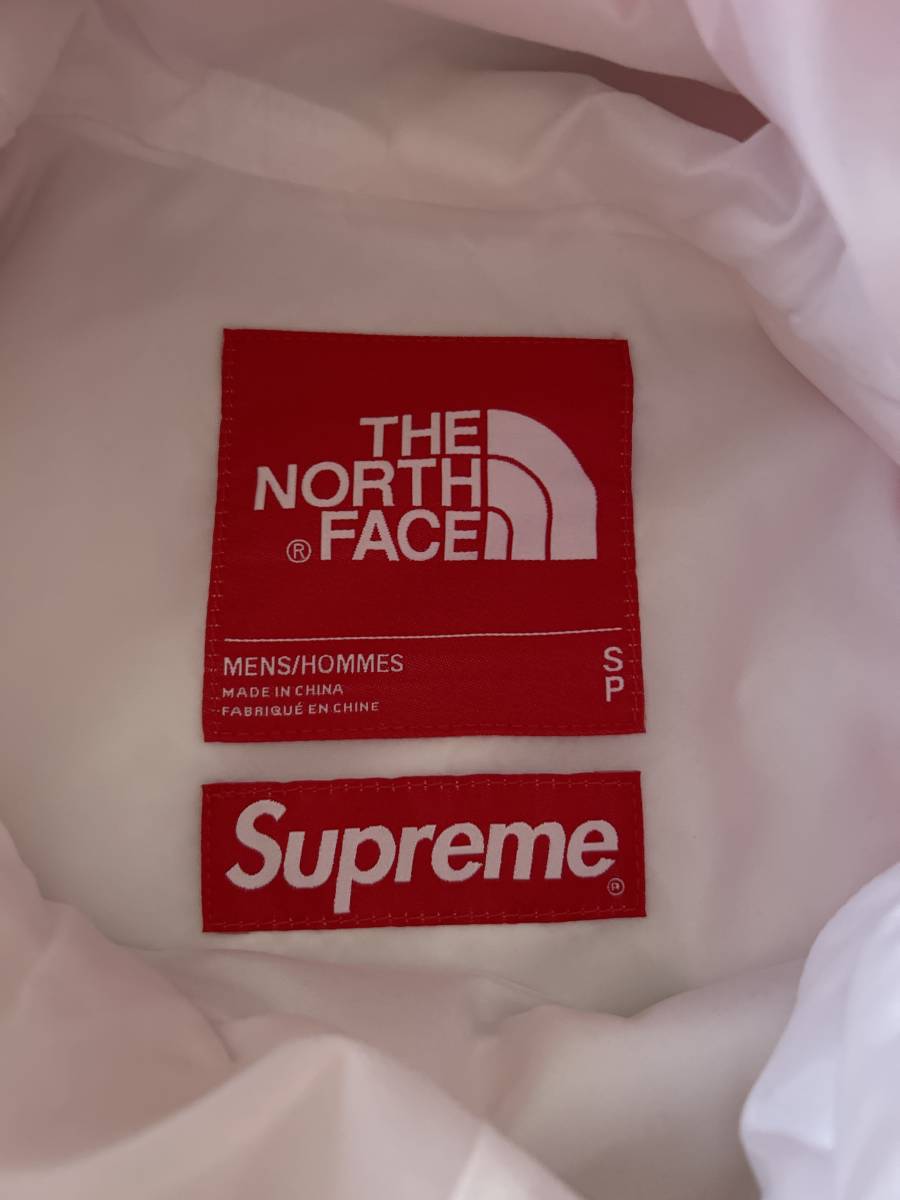 THE
NORTH
® FACE
MENS/HOMMES S
MADE IN CHINA P
FABRIQUÉ EN CHINE
Supreme ®